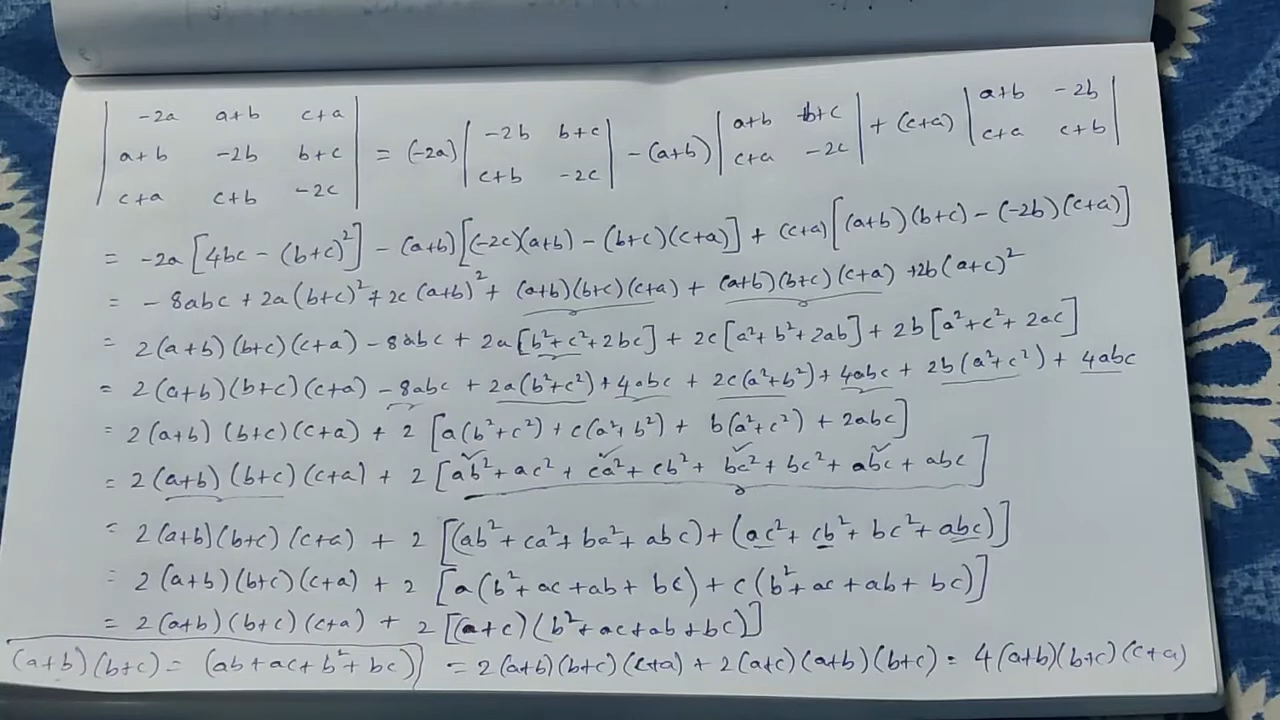 | -2a a+b c+a |
| a+b -2b b+c | = (-2a) | -2b b+c | - (a+b) | a+b b+c | + (c+a) | a+b -2b |
| c+a c+b -2c | | c+b -2c | | c+a -2c | | c+a c+b |
= -2a [4bc - (b+c)²] - (a+b)[(-2c)(a+b) - (b+c)(c+a)] + (c+a)[(a+b)(b+c) - (-2b)(c+a)]
= - 8abc + 2a(b+c)² + 2c (a+b)² + (a+b)(b+c)(c+a) + (a+b)(b+c)(c+a) + 2b(a+c)²
= 2(a+b)(b+c)(c+a) - 8abc + 2a[b²+c²+2bc] + 2c[a²+b²+2ab] + 2b[a²+c²+2ac]
= 2(a+b)(b+c)(c+a) - 8abc + 2a(b²+c²) + 4abc + 2c(a²+b²) + 4abc + 2b(a²+c²) + 4abc
= 2(a+b) (b+c)(c+a) + 2 [a(b²+c²) + c(a²+b²) + b(a²+c²) + 2abc]
= 2(a+b) (b+c)(c+a) + 2 [ab² + ac² + ca² + cb² + ba² + bc² + abc + abc]
= 2(a+b)(b+c)(c+a) + 2 [(ab² + ca² + ba² + abc) + (ac² + cb² + bc² + abc)]
= 2(a+b)(b+c)(c+a) + 2 [a(b² + ac + ab + bc) + c(b² + ac + ab + bc)]
= 2(a+b)(b+c)(c+a) + 2 [(a+c)(b² + ac + ab + bc)]
(a+b)(b+c) = (ab + ac + b² + bc) = 2(a+b)(b+c)(c+a) + 2(a+c)(a+b)(b+c) = 4(a+b)(b+c)(c+a)